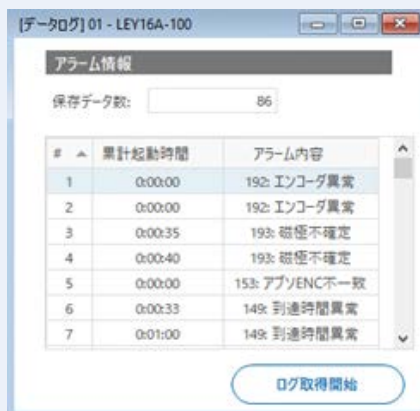 [データログ] 01 - LEY16A-100
アラーム情報
保存データ数: 86
# 累計起動時間 アラーム内容
1 0:00:00 192: エンコーダ異常
2 0:00:00 192: エンコーダ異常
3 0:00:35 193: 磁極不確定
4 0:00:40 193: 磁極不確定
5 0:00:00 153: アブソENC不一致
6 0:00:33 149: 到達時間異常
7 0:01:00 149: 到達時間異常
ログ取得開始